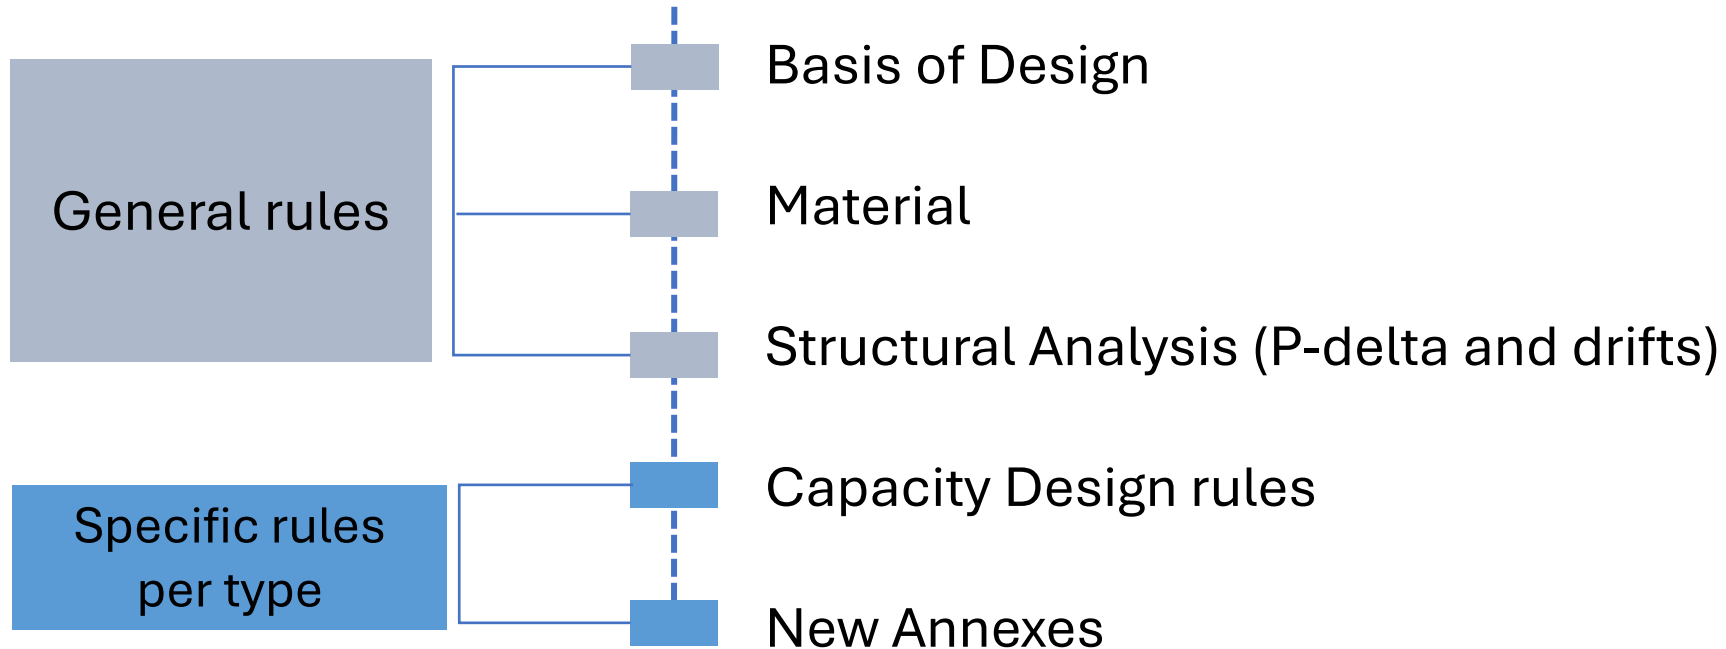 General rules
Basis of Design
Material
Structural Analysis (P-delta and drifts)
Specific rules
per type
Capacity Design rules
New Annexes